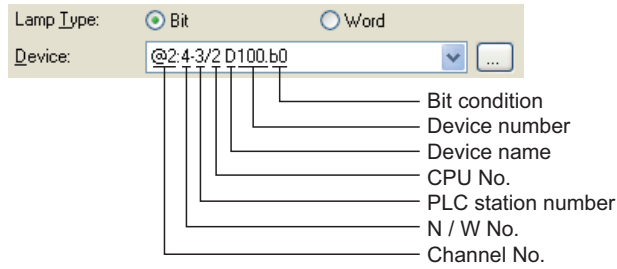 Lamp Type: Bit Word
Device: @2:4-3/2 D100.b0 ...
Bit condition
Device number
Device name
CPU No.
PLC station number
N / W No.
Channel No.